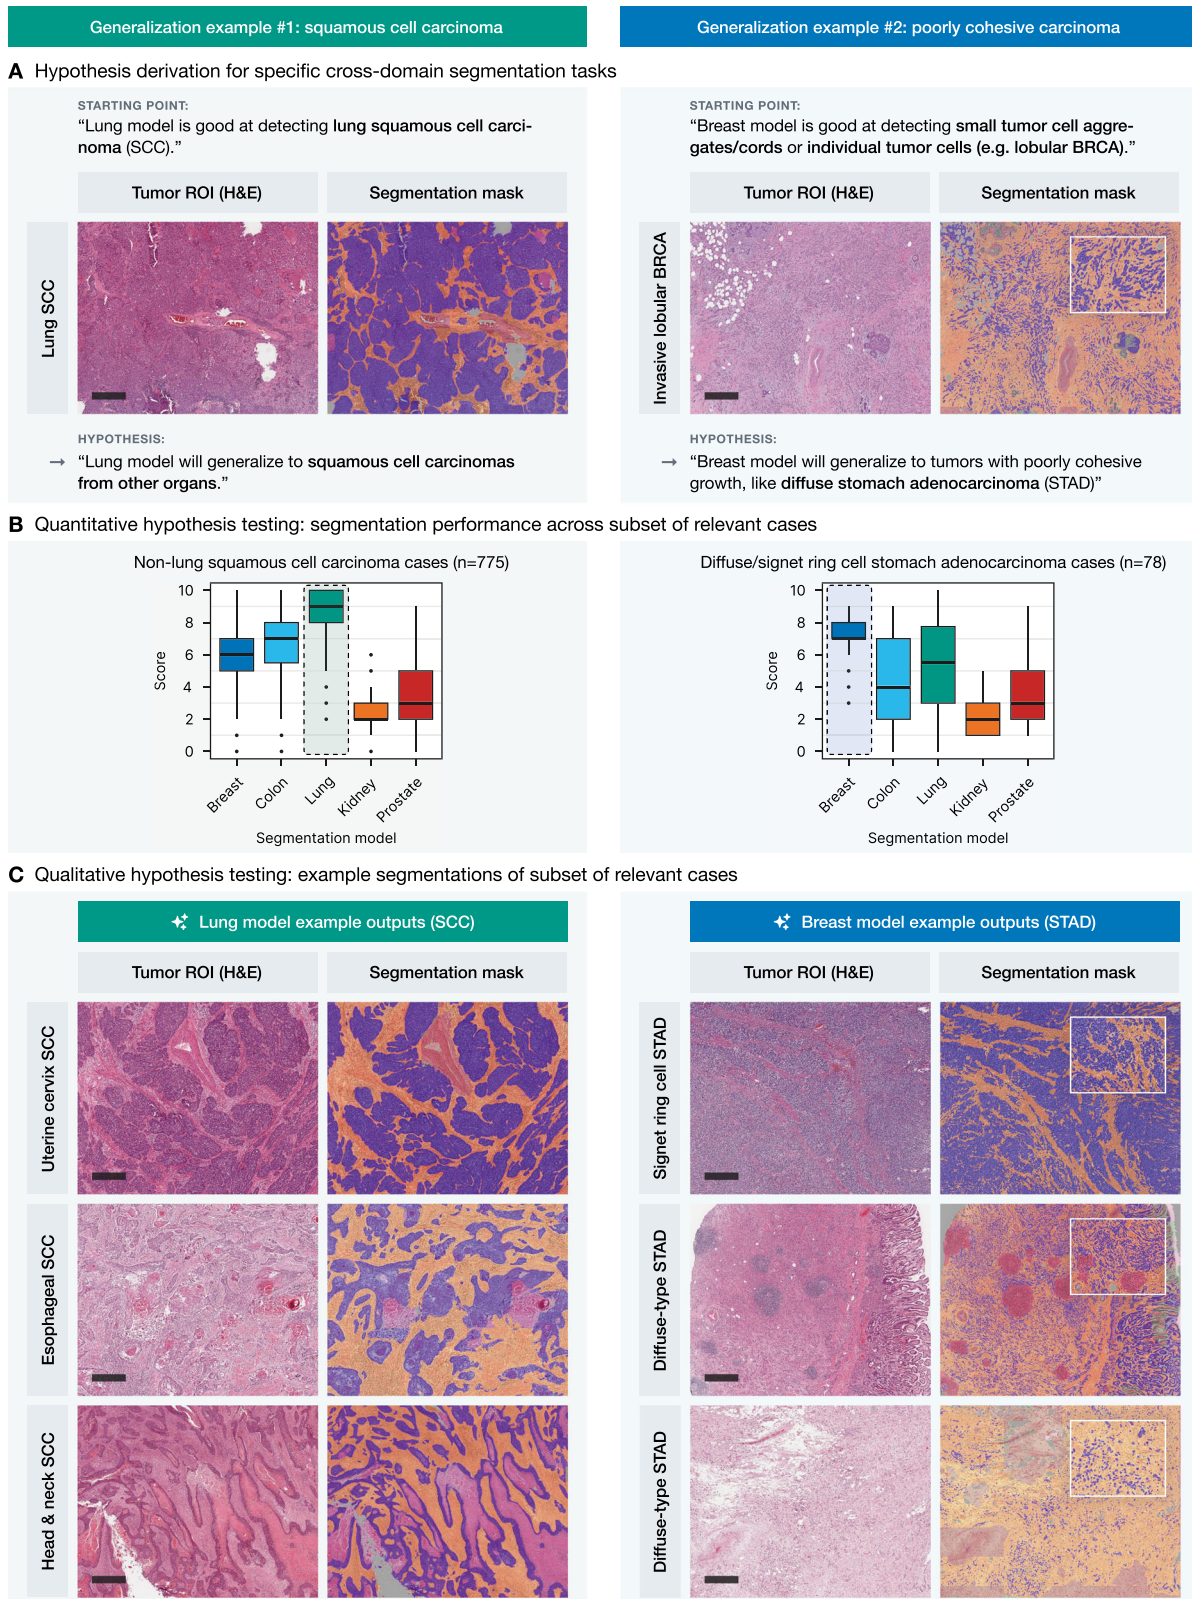 Generalization example #1: squamous cell carcinoma
Generalization example #2: poorly cohesive carcinoma
A Hypothesis derivation for specific cross-domain segmentation tasks
STARTING POINT:
“Lung model is good at detecting lung squamous cell carci-
noma (SCC).”
Tumor ROI (H&E)
Segmentation mask
Lung SCC
HYPOTHESIS:
→ “Lung model will generalize to squamous cell carcinomas
from other organs.”
STARTING POINT:
“Breast model is good at detecting small tumor cell aggre-
gates/cords or individual tumor cells (e.g. lobular BRCA).”
Tumor ROI (H&E)
Segmentation mask
Invasive lobular BRCA
HYPOTHESIS:
→ “Breast model will generalize to tumors with poorly cohesive
growth, like diffuse stomach adenocarcinoma (STAD)”
B Quantitative hypothesis testing: segmentation performance across subset of relevant cases
Non-lung squamous cell carcinoma cases (n=775)
Score
10
8
6
4
2
0
Breast
Colon
Lung
Kidney
Prostate
Segmentation model
Diffuse/signet ring cell stomach adenocarcinoma cases (n=78)
Score
10
8
6
4
2
0
Breast
Colon
Lung
Kidney
Prostate
Segmentation model
C Qualitative hypothesis testing: example segmentations of subset of relevant cases
Lung model example outputs (SCC)
Tumor ROI (H&E)
Segmentation mask
Uterine cervix SCC
Esophageal SCC
Head & neck SCC
Breast model example outputs (STAD)
Tumor ROI (H&E)
Segmentation mask
Signet ring cell STAD
Diffuse-type STAD
Diffuse-type STAD